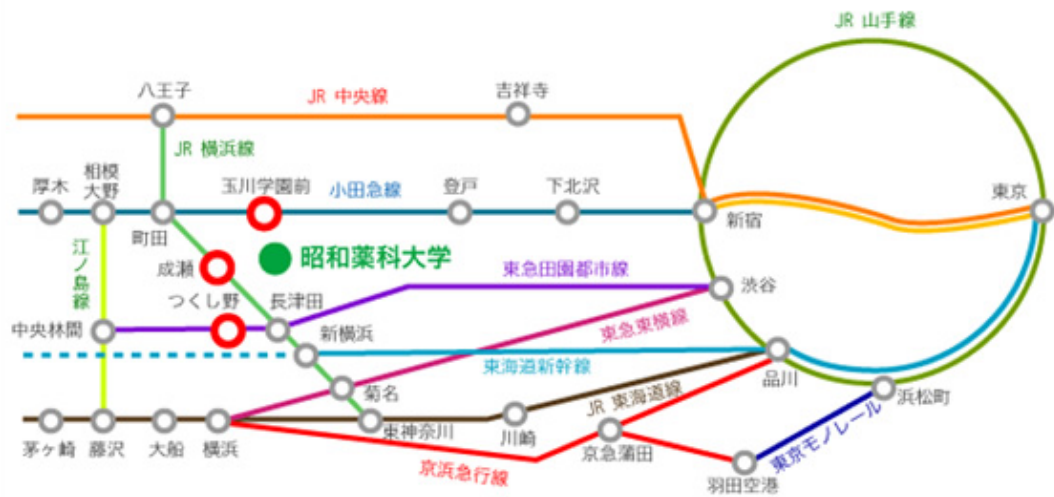 JR 山手線
八王子
JR 中央線
吉祥寺
JR 横浜線
厚木
相模
大野
玉川学園前
小田急線
登戸
下北沢
新宿
東京
町田
江ノ島線
成瀬
昭和薬科大学
東急田園都市線
渋谷
つくし野
長津田
中央林間
新横浜
東急東横線
東海道新幹線
品川
菊名
JR 東海道線
浜松町
茅ヶ崎
藤沢
大船
横浜
東神奈川
川崎
京急蒲田
東京モノレール
京浜急行線
羽田空港